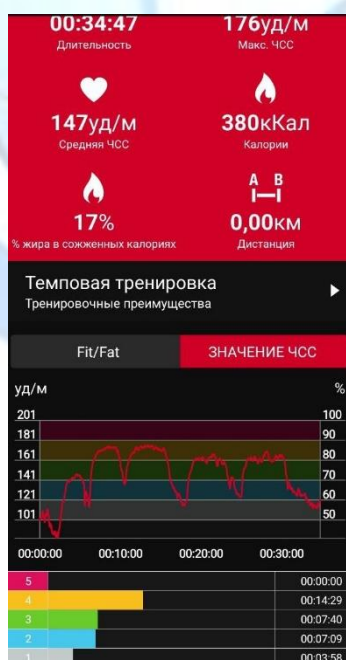 00:34:47 176уд/м
Длительность Макс. ЧСС
147уд/м 380кКал
Средняя ЧСС Калории
A B
17% 0,00км
% жира в сожженных калориях Дистанция
Темповая тренировка
Тренировочные преимущества
Fit/Fat ЗНАЧЕНИЕ ЧСС
уд/м %
201 100
181 90
161 80
141 70
121 60
101 50
00:00:00 00:10:00 00:20:00 00:30:00
5 00:00:00
4 00:14:29
3 00:07:40
2 00:07:09
1 00:03:58